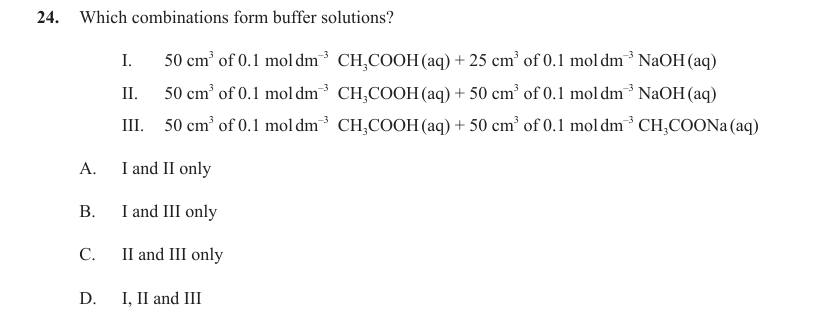 24. Which combinations form buffer solutions?
I. 50 cm³ of 0.1 mol dm⁻³ CH₃COOH (aq) + 25 cm³ of 0.1 mol dm⁻³ NaOH (aq)
II. 50 cm³ of 0.1 mol dm⁻³ CH₃COOH (aq) + 50 cm³ of 0.1 mol dm⁻³ NaOH (aq)
III. 50 cm³ of 0.1 mol dm⁻³ CH₃COOH (aq) + 50 cm³ of 0.1 mol dm⁻³ CH₃COONa (aq)
A. I and II only
B. I and III only
C. II and III only
D. I, II and III